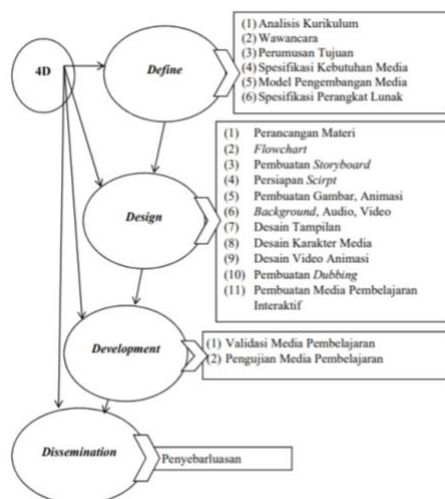 4D
Define
(1) Analisis Kurikulum
(2) Wawancara
(3) Perumusan Tujuan
(4) Spesifikasi Kebutuhan Media
(5) Model Pengembangan Media
(6) Spesifikasi Perangkat Lunak
Design
(1) Perancangan Materi
(2) Flowchart
(3) Pembuatan Storyboard
(4) Persiapan Scirpt
(5) Pembuatan Gambar, Animasi
(6) Background, Audio, Video
(7) Desain Tampilan
(8) Desain Karakter Media
(9) Desain Video Animasi
(10) Pembuatan Dubbing
(11) Pembuatan Media Pembelajaran
Interaktif
Development
(1) Validasi Media Pembelajaran
(2) Pengujian Media Pembelajaran
Dissemination
Penyebarluasan